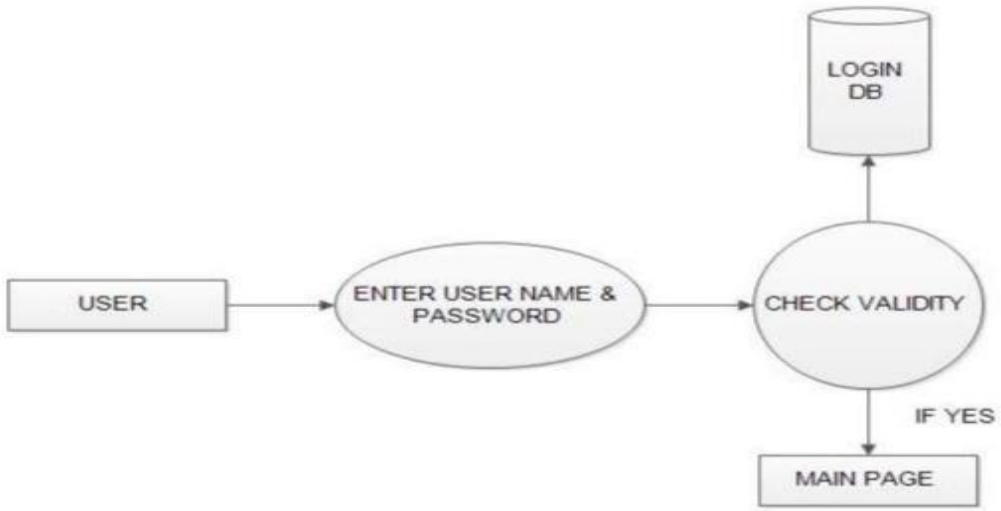 LOGIN
DB
USER
ENTER USER NAME &
PASSWORD
CHECK VALIDITY
IF YES
MAIN PAGE